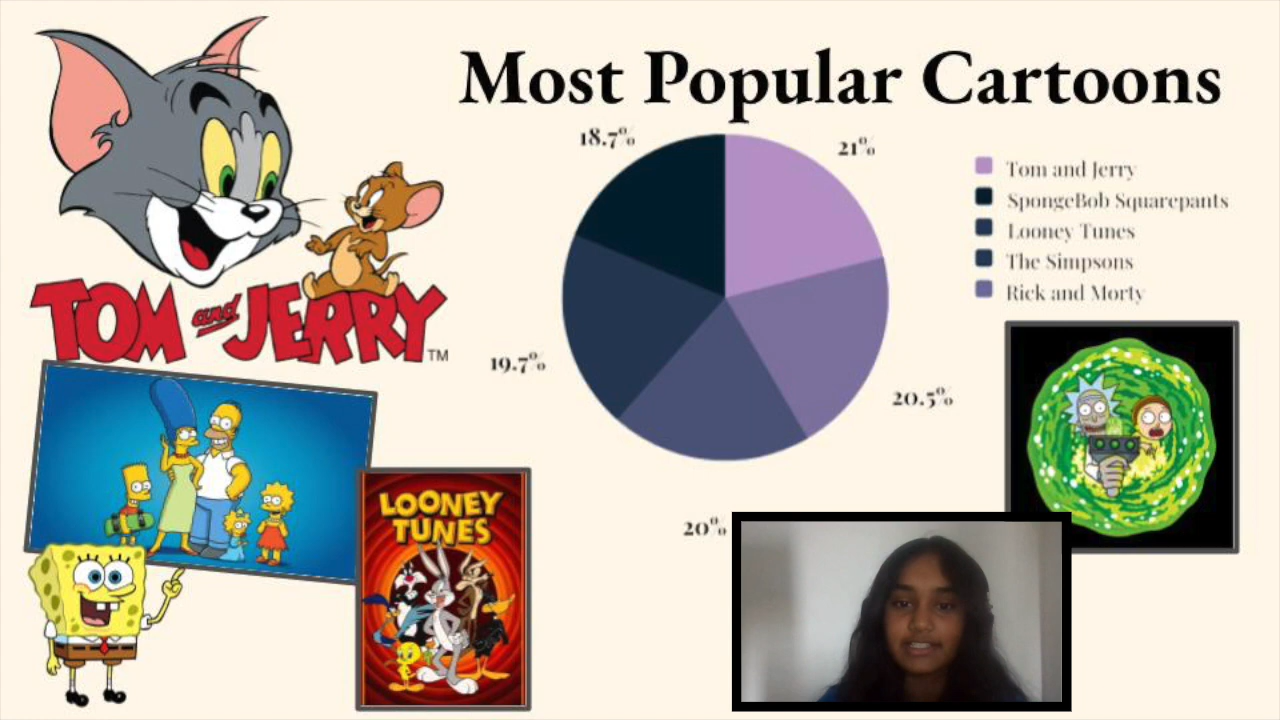 Most Popular Cartoons
18.7%
21%
Tom and Jerry
SpongeBob Squarepants
Looney Tunes
The Simpsons
Rick and Morty
TOM and JERRY TM
19.7%
20.5%
LOONEY
TUNES
20%